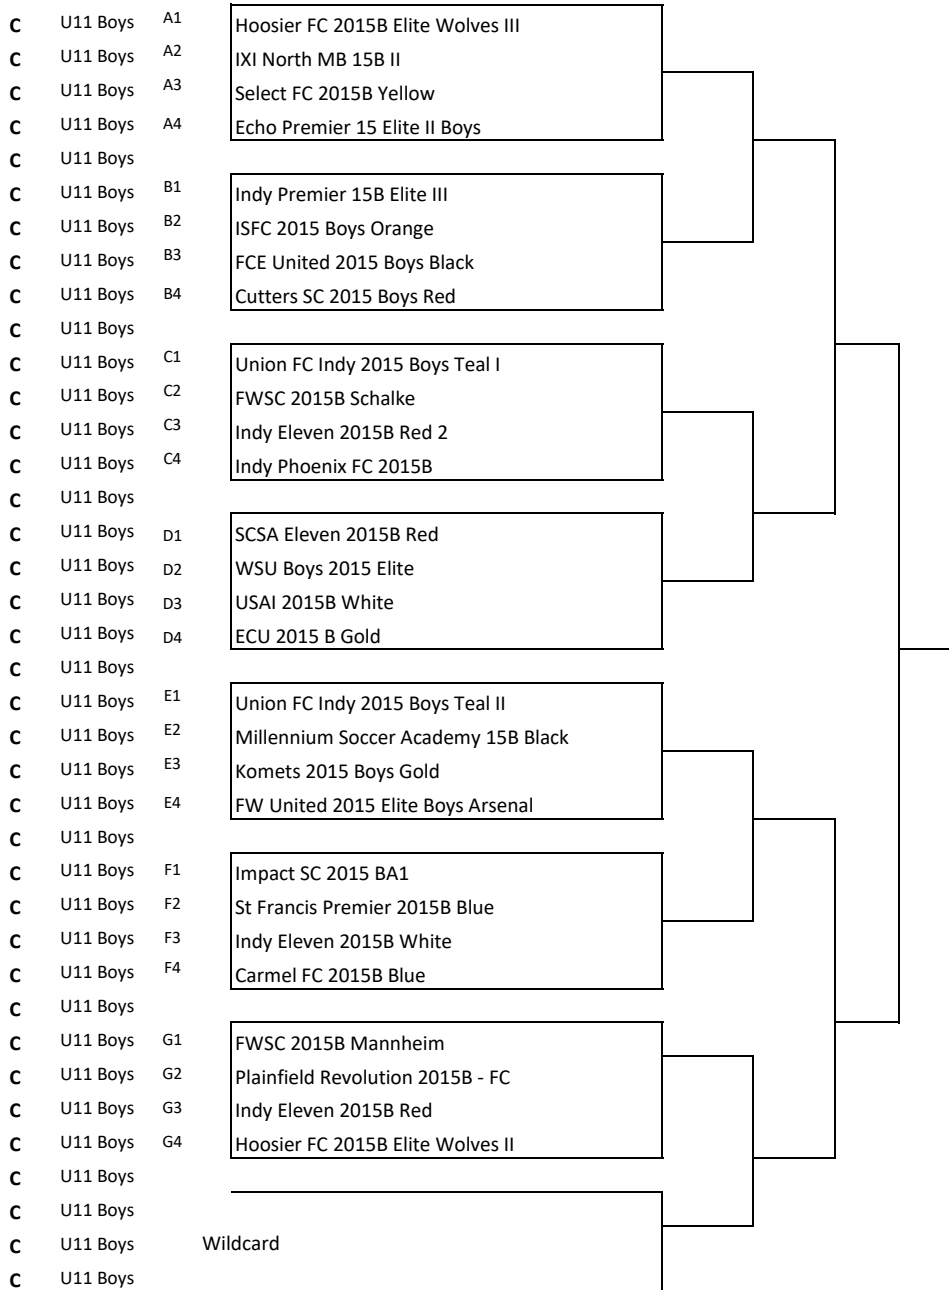 C U11 Boys A1 Hoosier FC 2015B Elite Wolves III
C U11 Boys A2 IXI North MB 15B II
C U11 Boys A3 Select FC 2015B Yellow
C U11 Boys A4 Echo Premier 15 Elite II Boys
C U11 Boys
C U11 Boys B1 Indy Premier 15B Elite III
C U11 Boys B2 ISFC 2015 Boys Orange
C U11 Boys B3 FCE United 2015 Boys Black
C U11 Boys B4 Cutters SC 2015 Boys Red
C U11 Boys
C U11 Boys C1 Union FC Indy 2015 Boys Teal I
C U11 Boys C2 FWSC 2015B Schalke
C U11 Boys C3 Indy Eleven 2015B Red 2
C U11 Boys C4 Indy Phoenix FC 2015B
C U11 Boys
C U11 Boys D1 SCSA Eleven 2015B Red
C U11 Boys D2 WSU Boys 2015 Elite
C U11 Boys D3 USAI 2015B White
C U11 Boys D4 ECU 2015 B Gold
C U11 Boys
C U11 Boys E1 Union FC Indy 2015 Boys Teal II
C U11 Boys E2 Millennium Soccer Academy 15B Black
C U11 Boys E3 Komets 2015 Boys Gold
C U11 Boys E4 FW United 2015 Elite Boys Arsenal
C U11 Boys
C U11 Boys F1 Impact SC 2015 BA1
C U11 Boys F2 St Francis Premier 2015B Blue
C U11 Boys F3 Indy Eleven 2015B White
C U11 Boys F4 Carmel FC 2015B Blue
C U11 Boys
C U11 Boys G1 FWSC 2015B Mannheim
C U11 Boys G2 Plainfield Revolution 2015B - FC
C U11 Boys G3 Indy Eleven 2015B Red
C U11 Boys G4 Hoosier FC 2015B Elite Wolves II
C U11 Boys
C U11 Boys
C U11 Boys Wildcard
C U11 Boys